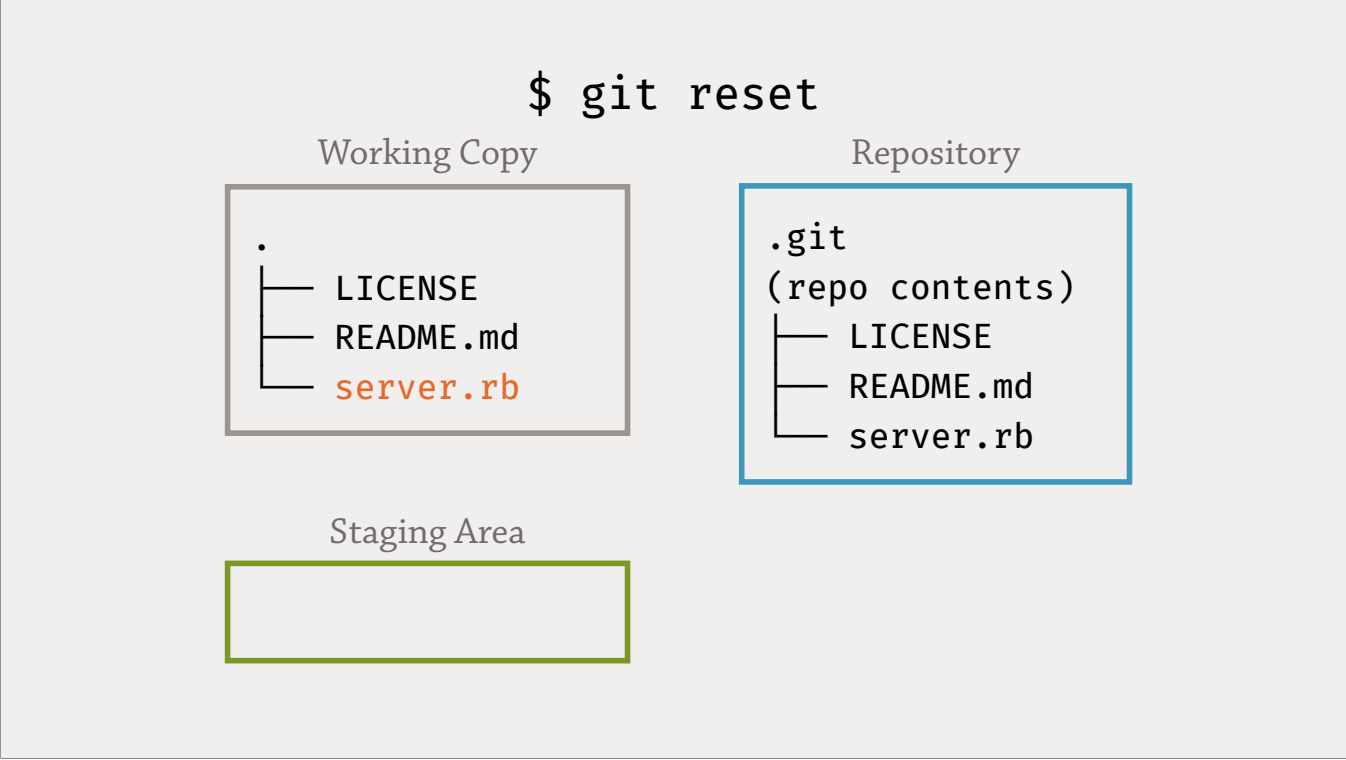 $ git reset
Working Copy
.
├── LICENSE
├── README.md
└── server.rb
Repository
.git
(repo contents)
├── LICENSE
├── README.md
└── server.rb
Staging Area